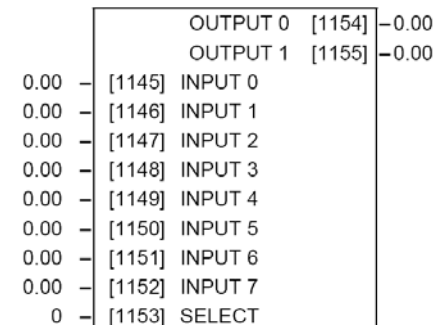 OUTPUT 0 [1154] –0.00
OUTPUT 1 [1155] –0.00
0.00 – [1145] INPUT 0
0.00 – [1146] INPUT 1
0.00 – [1147] INPUT 2
0.00 – [1148] INPUT 3
0.00 – [1149] INPUT 4
0.00 – [1150] INPUT 5
0.00 – [1151] INPUT 6
0.00 – [1152] INPUT 7
0 – [1153] SELECT